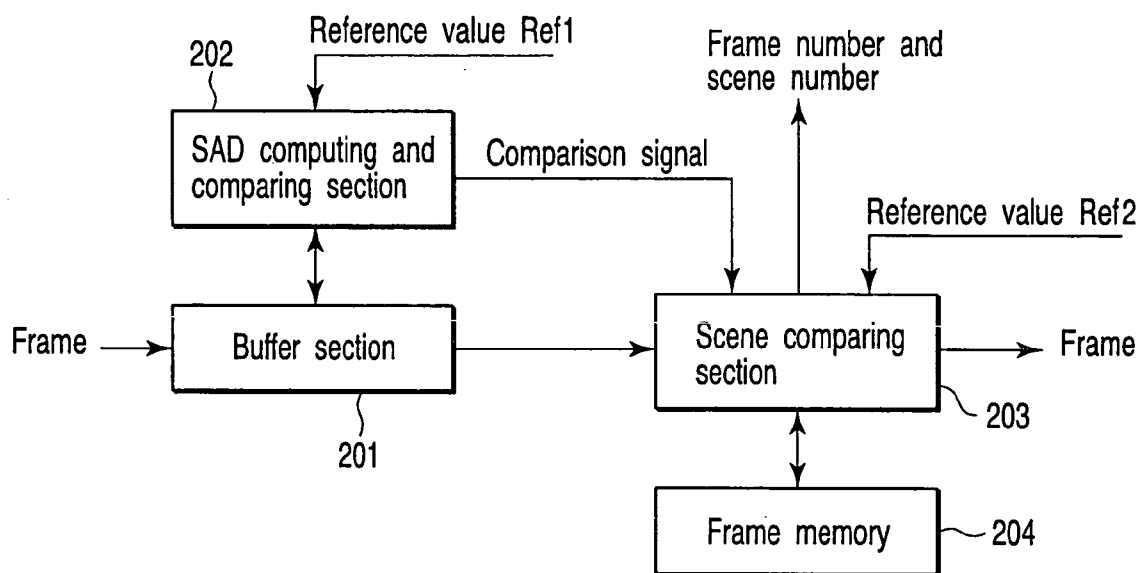 Reference value Ref1
202
Frame number and
scene number
SAD computing and
comparing section
Comparison signal
Reference value Ref2
Frame
Buffer section
Scene comparing
section
Frame
201
203
Frame memory
204